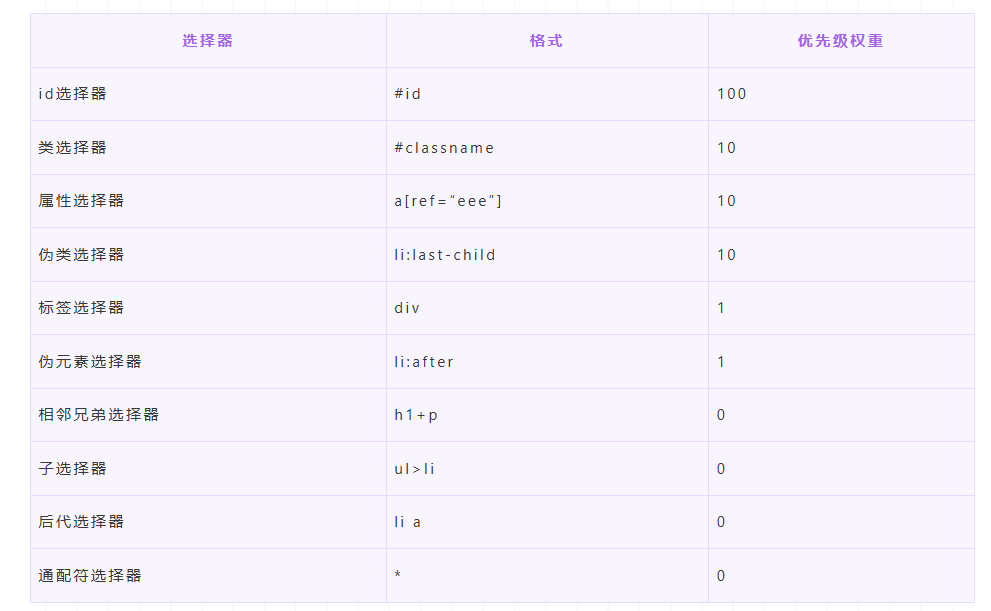 选择器 格式 优先级权重
id选择器 #id 100
类选择器 #classname 10
属性选择器 a[ref=“eee”] 10
伪类选择器 li:last-child 10
标签选择器 div 1
伪元素选择器 li:after 1
相邻兄弟选择器 h1+p 0
子选择器 ul>li 0
后代选择器 li a 0
通配符选择器 * 0